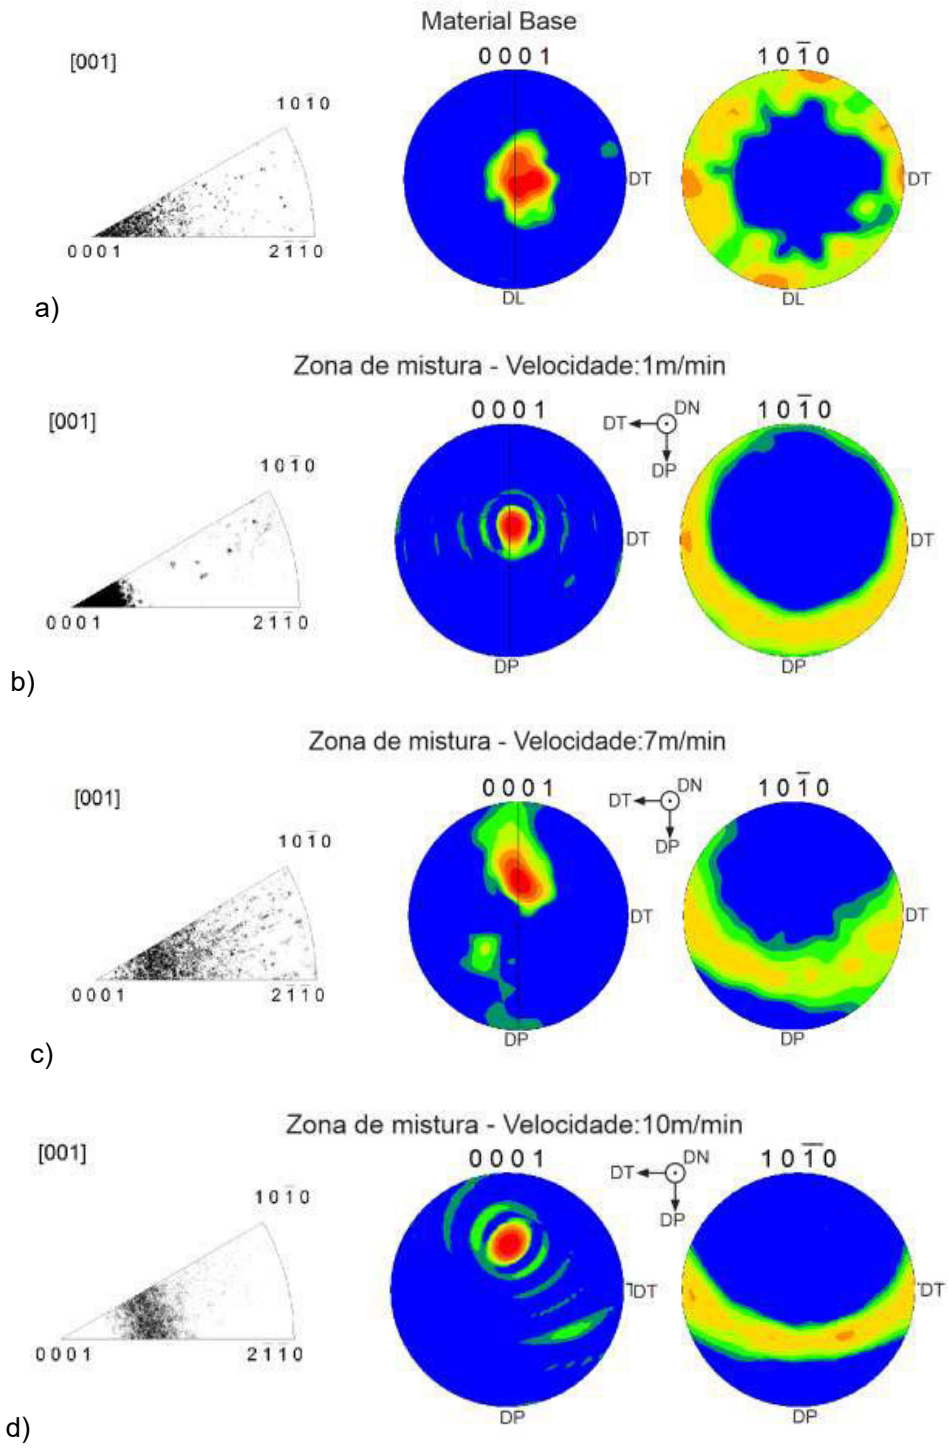 Material Base
[001]
0 0 0 1
1 0 1̅ 0
1 0 1̅ 0
0 0 0 1
2 1̅ 1̅ 0
DT
DT
DL
DL
a)
Zona de mistura - Velocidade:1m/min
[001]
0 0 0 1
DT
DN
DP
1 0 1̅ 0
1 0 1̅ 0
0 0 0 1
2 1̅ 1̅ 0
DT
DT
DP
DP
b)
Zona de mistura - Velocidade:7m/min
[001]
0 0 0 1
DT
DN
DP
1 0 1̅ 0
1 0 1̅ 0
0 0 0 1
2 1̅ 1̅ 0
DT
DT
DP
DP
c)
Zona de mistura - Velocidade:10m/min
[001]
0 0 0 1
DT
DN
DP
1 0 1̅ 0
1 0 1̅ 0
0 0 0 1
2 1̅ 1̅ 0
DT
DT
DP
DP
d)